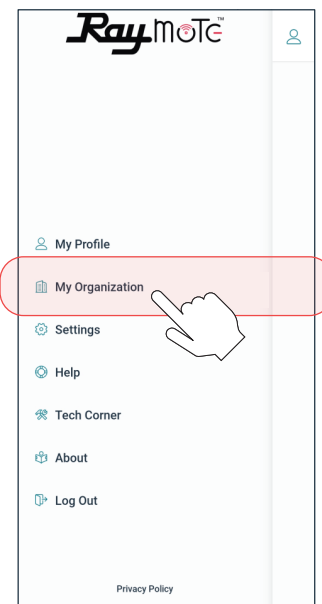 Raymote™
My Profile
My Organization
Settings
Help
Tech Corner
About
Log Out
Privacy Policy